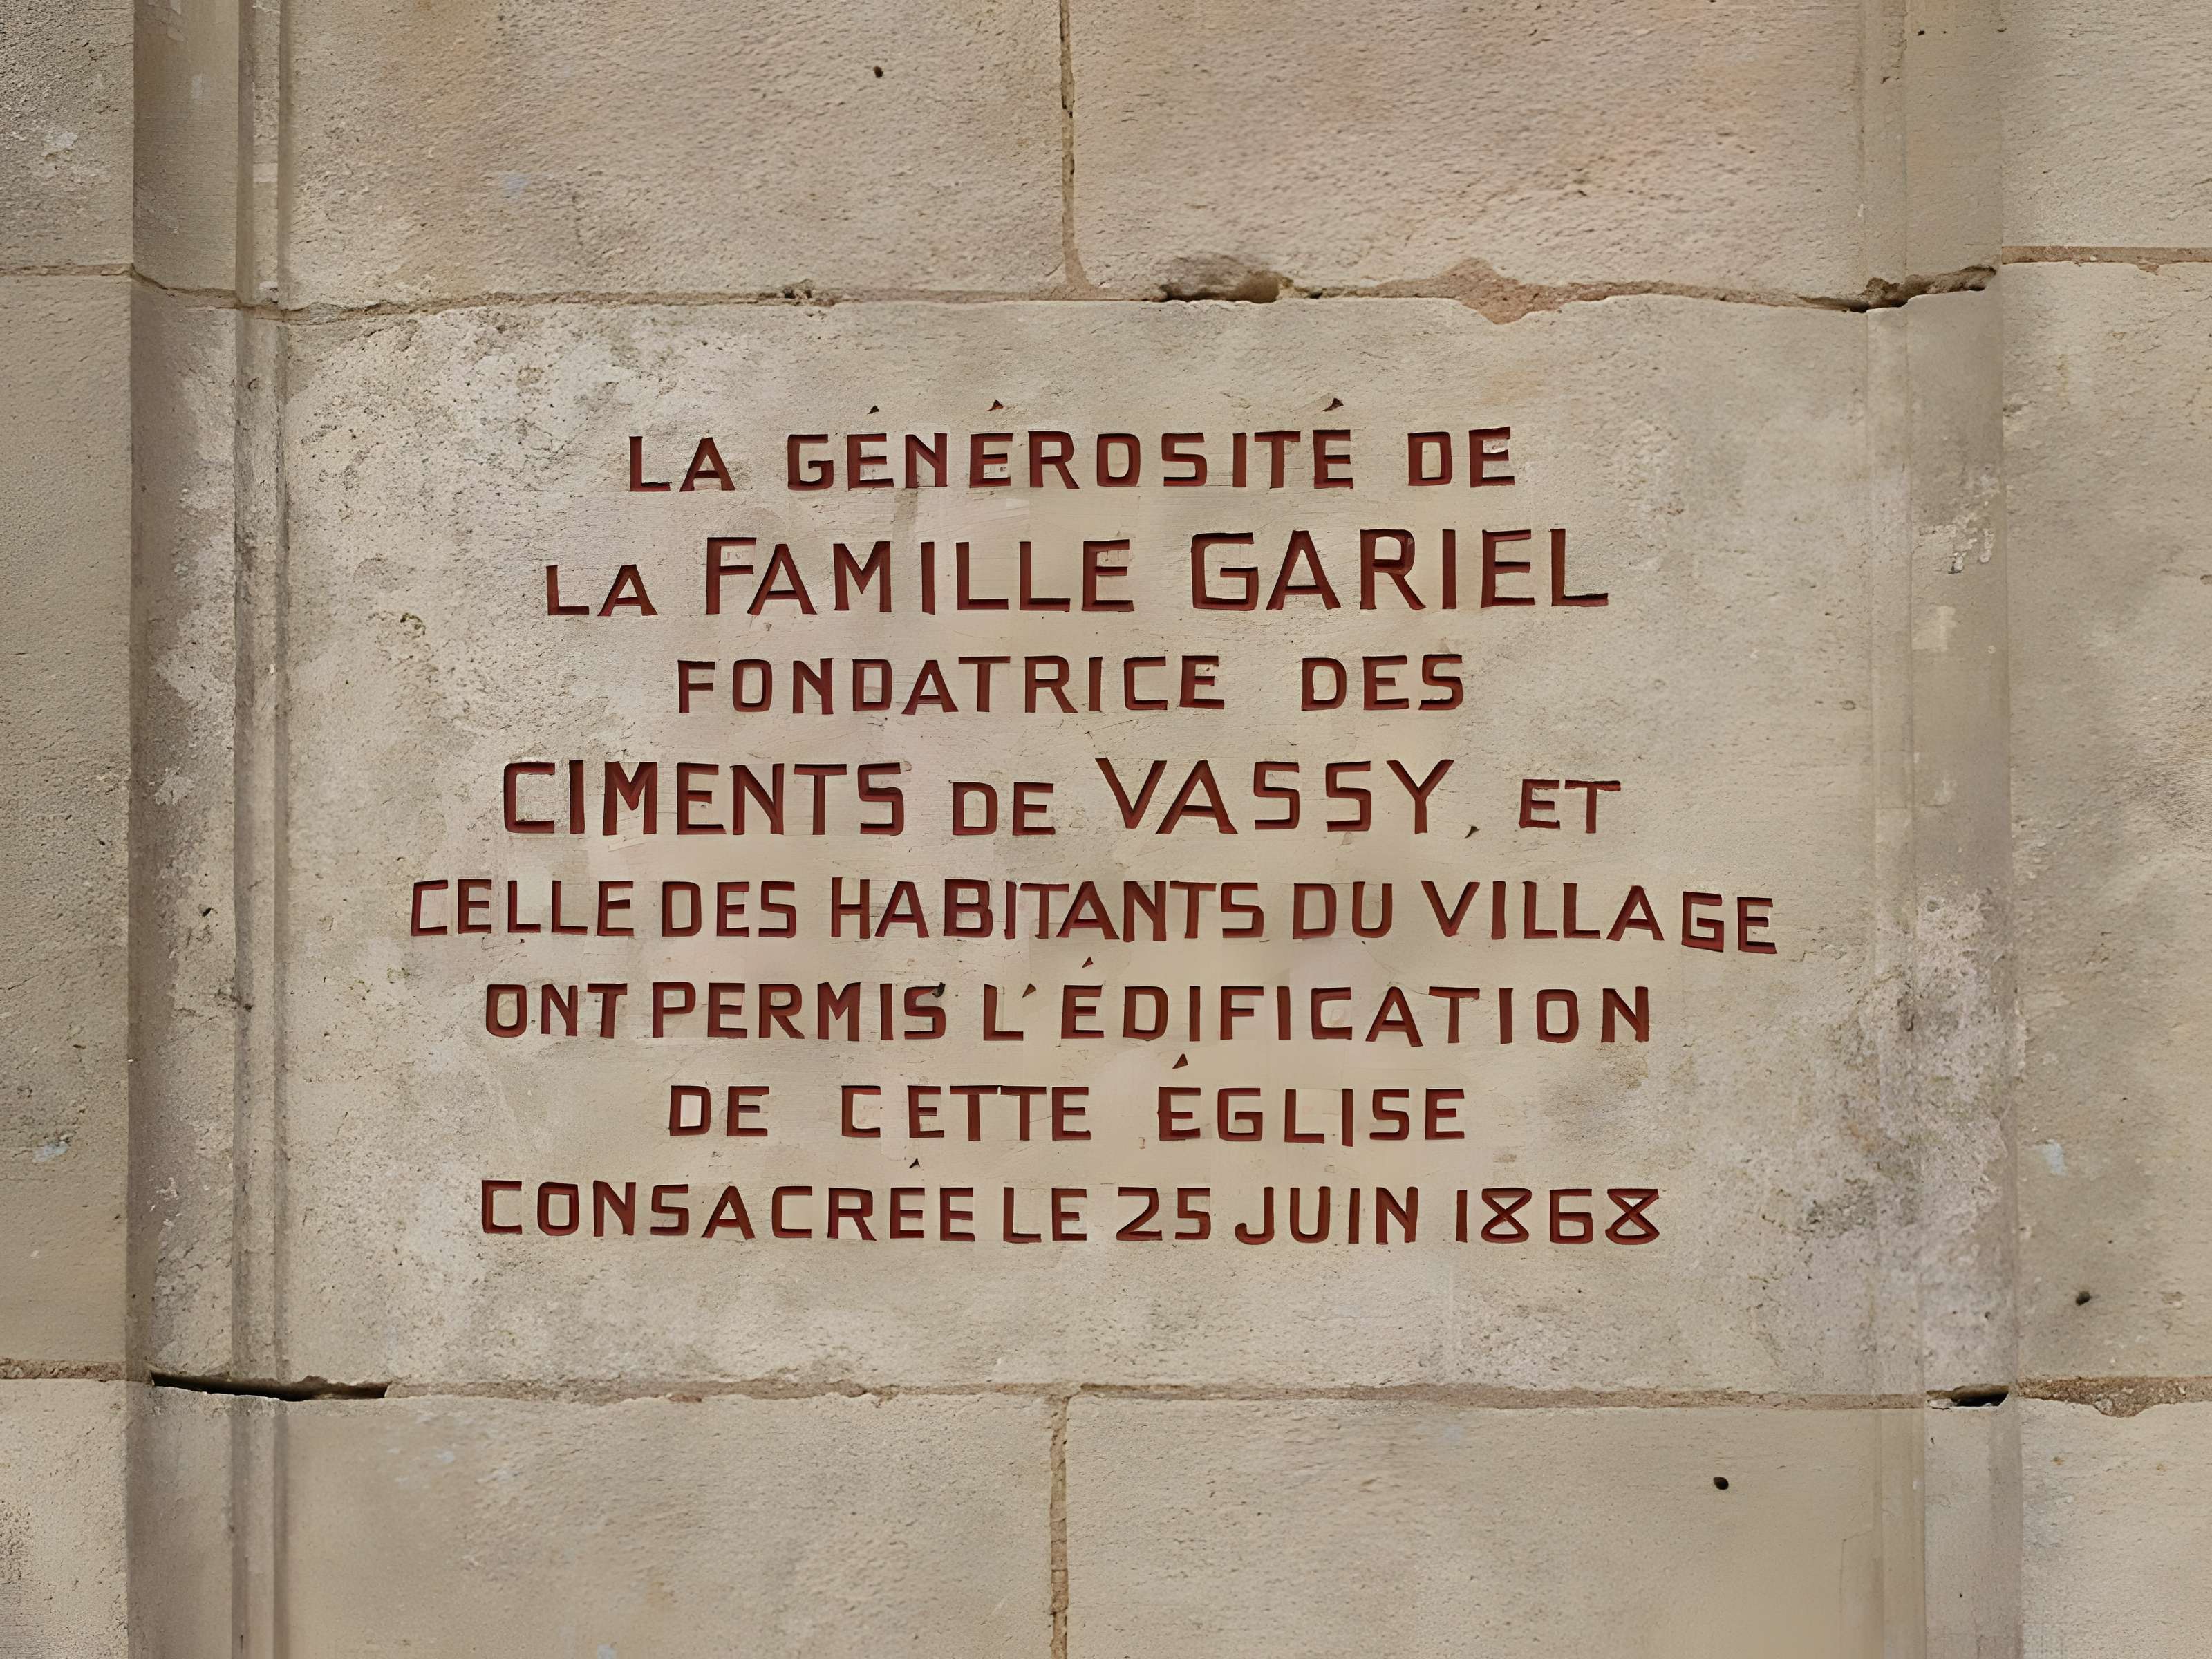 LA GÉNÉROSITÉ DE
LA FAMILLE GARIEL
FONDATRICE DES
CIMENTS DE VASSY, ET
CELLE DES HABITANTS DU VILLAGE
ONT PERMIS L'ÉDIFICATION
DE CETTE ÉGLISE
CONSACRÉE LE 25 JUIN 1868